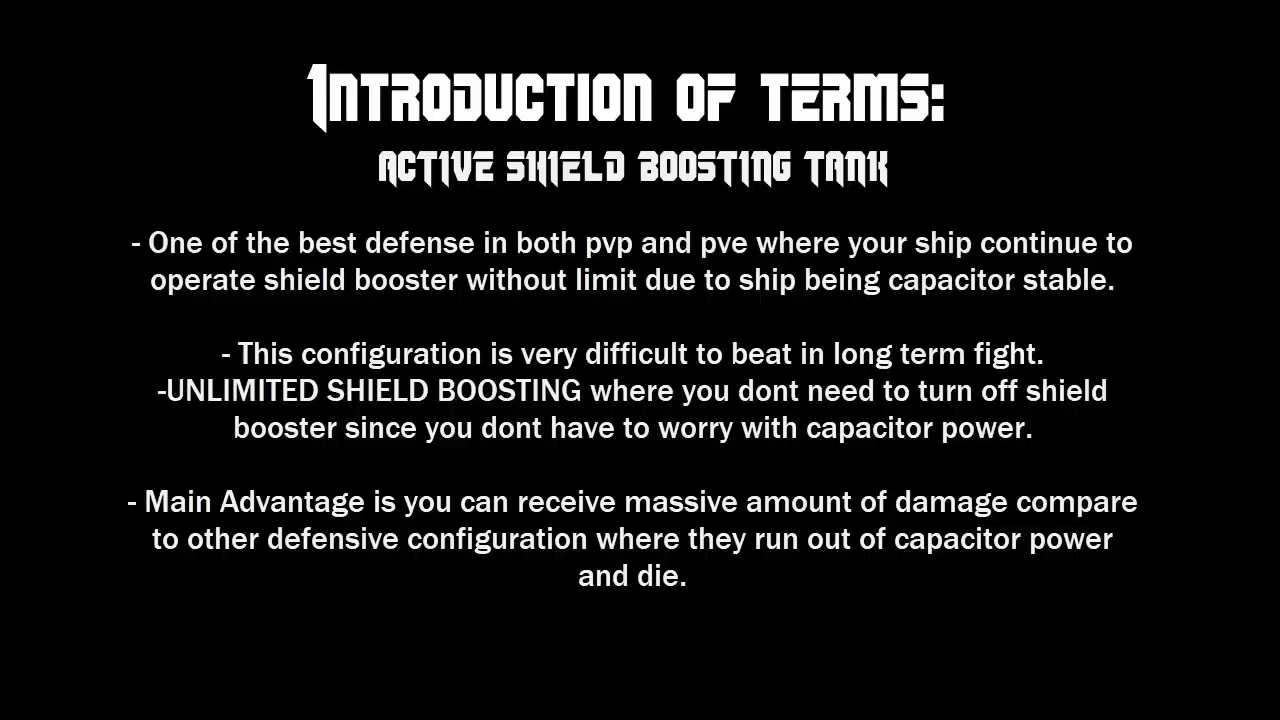 Introduction of terms:
active shield boosting tank
- One of the best defense in both pvp and pve where your ship continue to
operate shield booster without limit due to ship being capacitor stable.
- This configuration is very difficult to beat in long term fight.
-UNLIMITED SHIELD BOOSTING where you dont need to turn off shield
booster since you dont have to worry with capacitor power.
- Main Advantage is you can receive massive amount of damage compare
to other defensive configuration where they run out of capacitor power
and die.